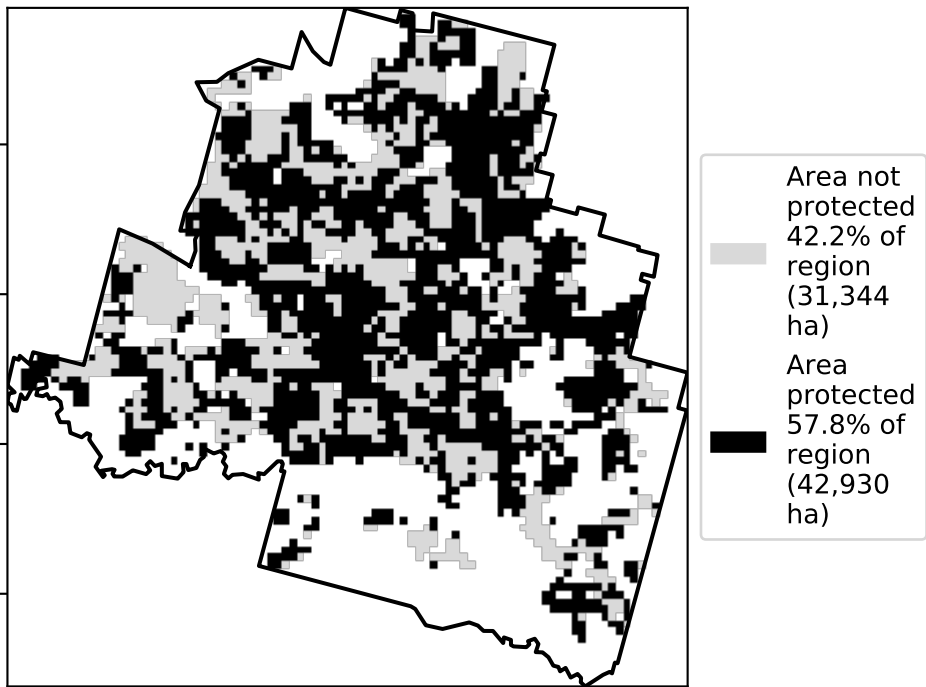 Area not
protected
42.2% of
region
(31,344
ha)
Area
protected
57.8% of
region
(42,930
ha)